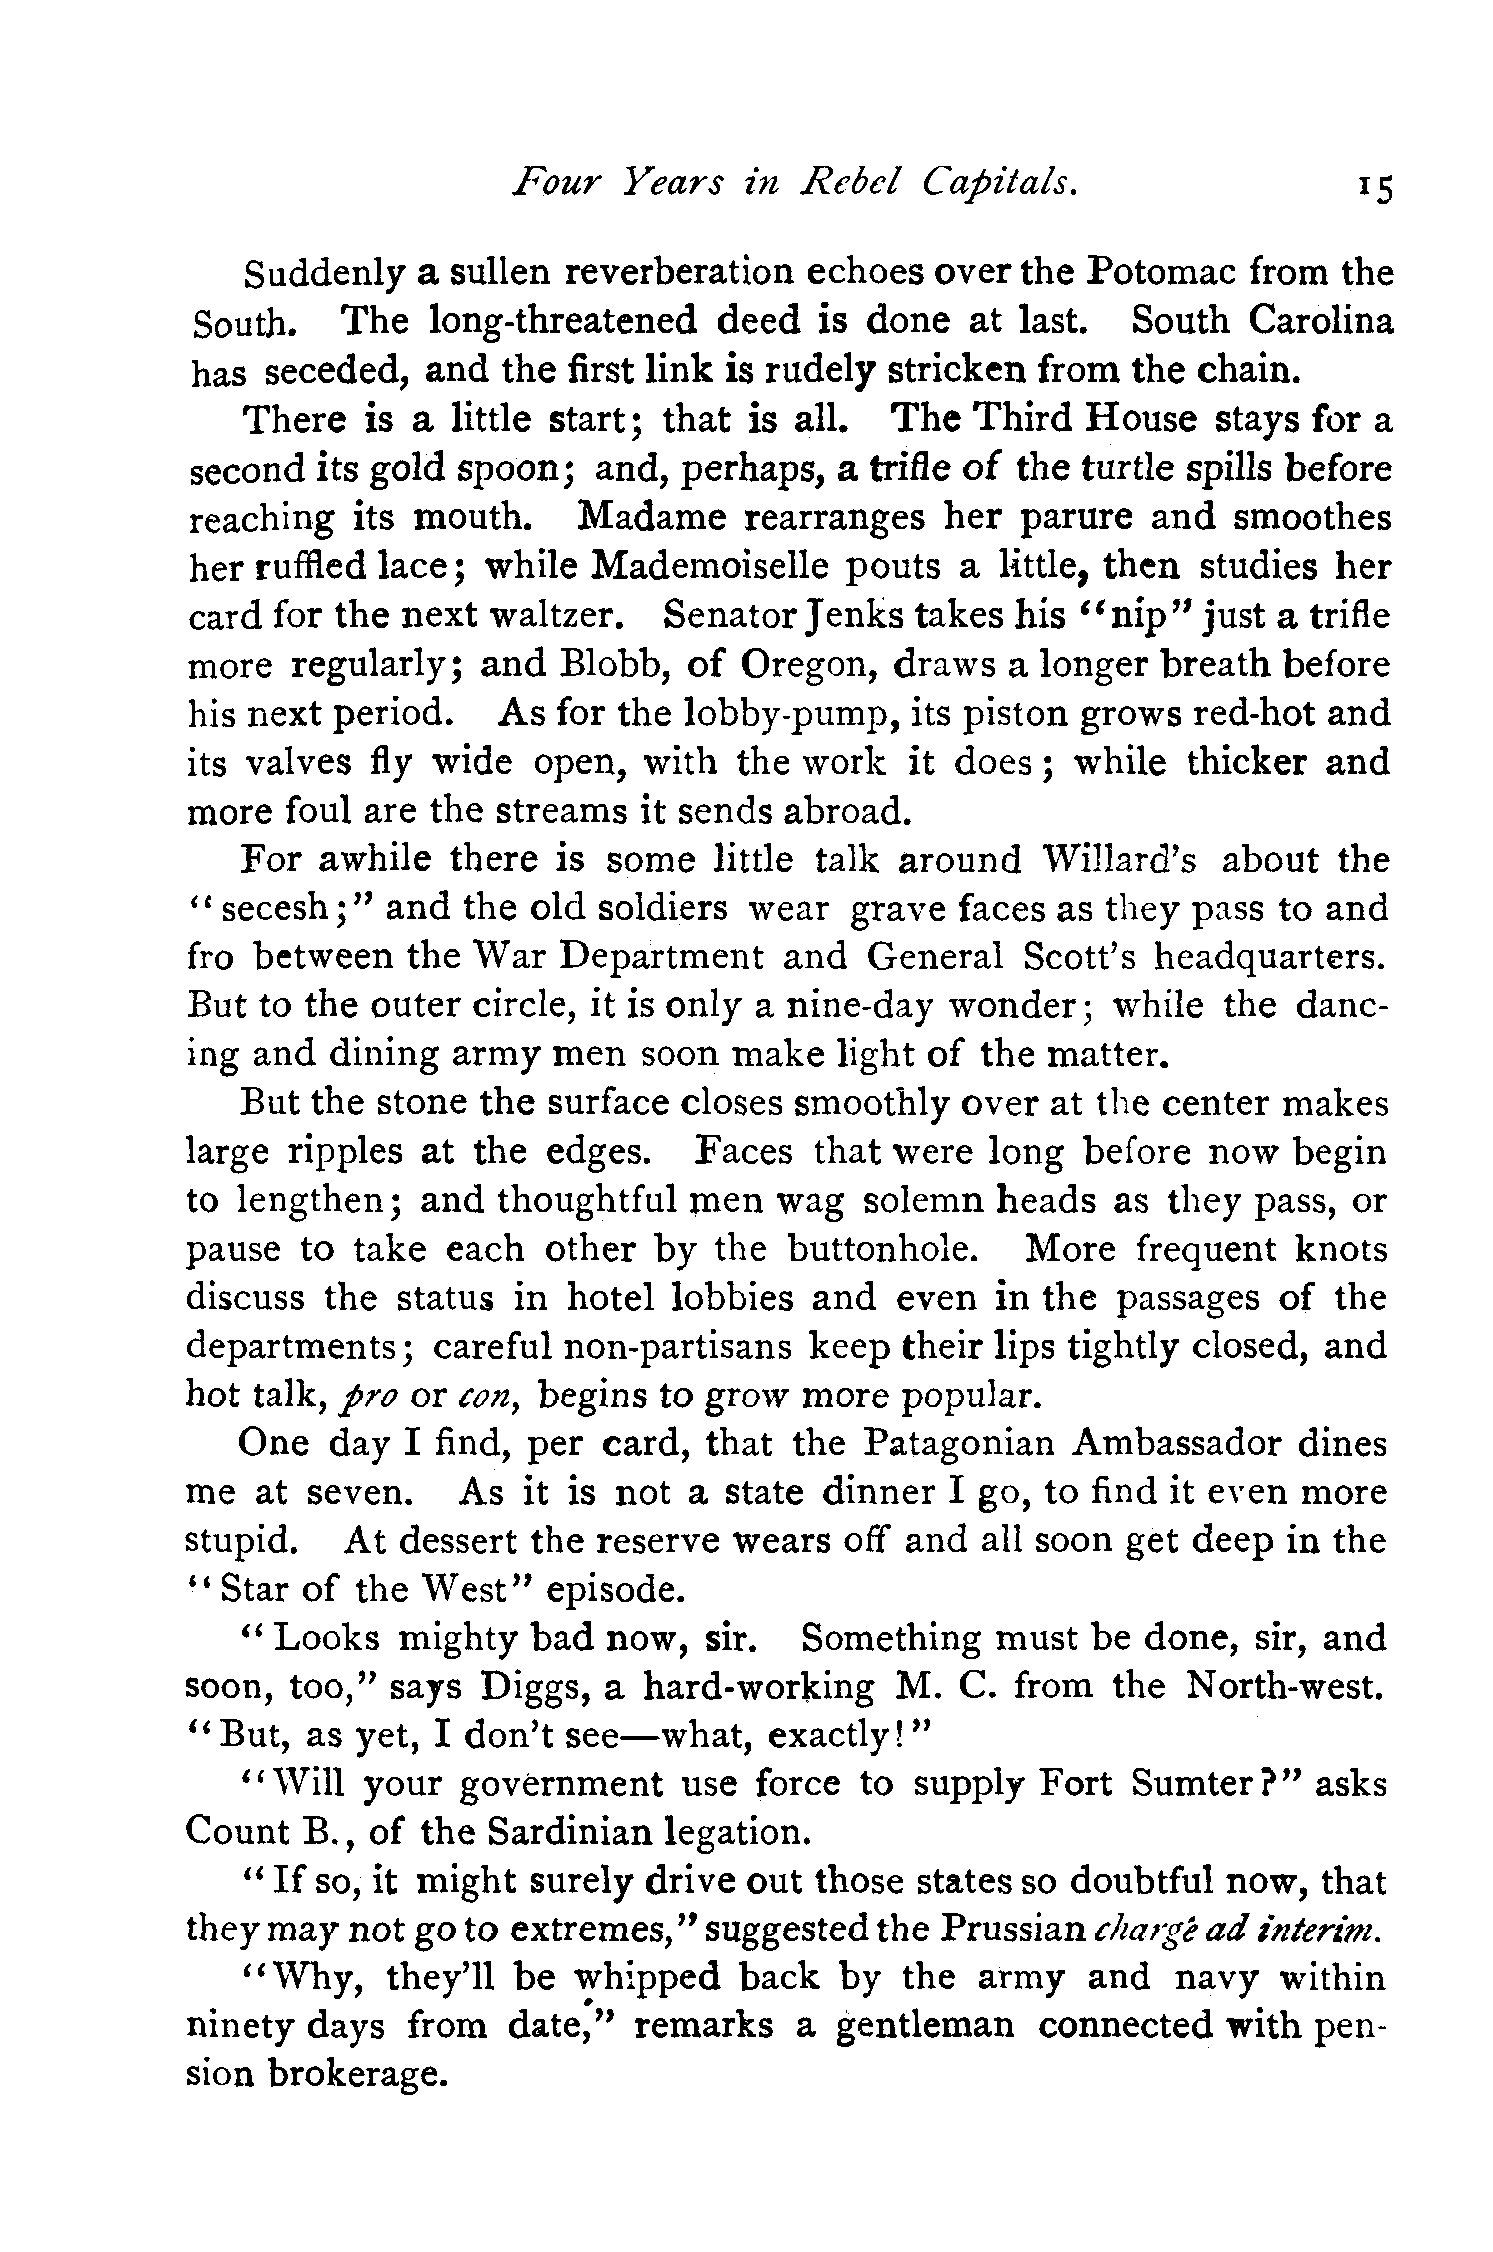 Four Years in Rebel Capitals. 15
Suddenly a sullen reverberation echoes over the Potomac from the
South. The long-threatened deed is done at last. South Carolina
has seceded, and the first link is rudely stricken from the chain.
There is a little start; that is all. The Third House stays for a
second its gold spoon; and, perhaps, a trifle of the turtle spills before
reaching its mouth. Madame rearranges her parure and smoothes
her ruffled lace; while Mademoiselle pouts a little, then studies her
card for the next waltzer. Senator Jenks takes his "nip" just a trifle
more regularly; and Blobb, of Oregon, draws a longer breath before
his next period. As for the lobby-pump, its piston grows red-hot and
its valves fly wide open, with the work it does; while thicker and
more foul are the streams it sends abroad.
For awhile there is some little talk around Willard's about the
"secesh;" and the old soldiers wear grave faces as they pass to and
fro between the War Department and General Scott's headquarters.
But to the outer circle, it is only a nine-day wonder; while the danc-
ing and dining army men soon make light of the matter.
But the stone the surface closes smoothly over at the center makes
large ripples at the edges. Faces that were long before now begin
to lengthen; and thoughtful men wag solemn heads as they pass, or
pause to take each other by the buttonhole. More frequent knots
discuss the status in hotel lobbies and even in the passages of the
departments; careful non-partisans keep their lips tightly closed, and
hot talk, pro or con, begins to grow more popular.
One day I find, per card, that the Patagonian Ambassador dines
me at seven. As it is not a state dinner I go, to find it even more
stupid. At dessert the reserve wears off and all soon get deep in the
"Star of the West" episode.
"Looks mighty bad now, sir. Something must be done, sir, and
soon, too," says Diggs, a hard-working M. C. from the North-west.
"But, as yet, I don't see—what, exactly!"
"Will your government use force to supply Fort Sumter?" asks
Count B., of the Sardinian legation.
"If so, it might surely drive out those states so doubtful now, that
they may not go to extremes," suggested the Prussian chargè ad interim.
"Why, they'll be whipped back by the army and navy within
ninety days from date," remarks a gentleman connected with pen-
sion brokerage.